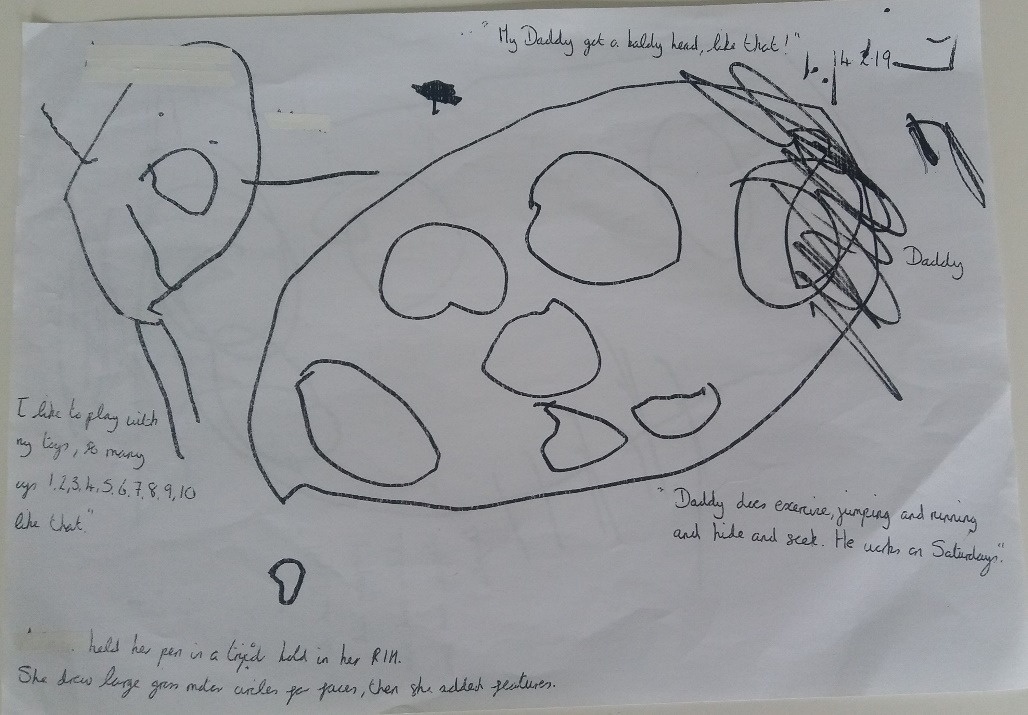 "My Daddy got a baldy head, like that!"
14.2.19
Daddy
I like to play with
my toys, so many
toys 1,2,3,4,5,6,7,8,9,10
like that."
"Daddy does exercise, jumping and running
and hide and seek. He works on Saturdays".
held her pen in a tripod hold in her RIH.
She drew large gross motor circles for faces, then she added features.